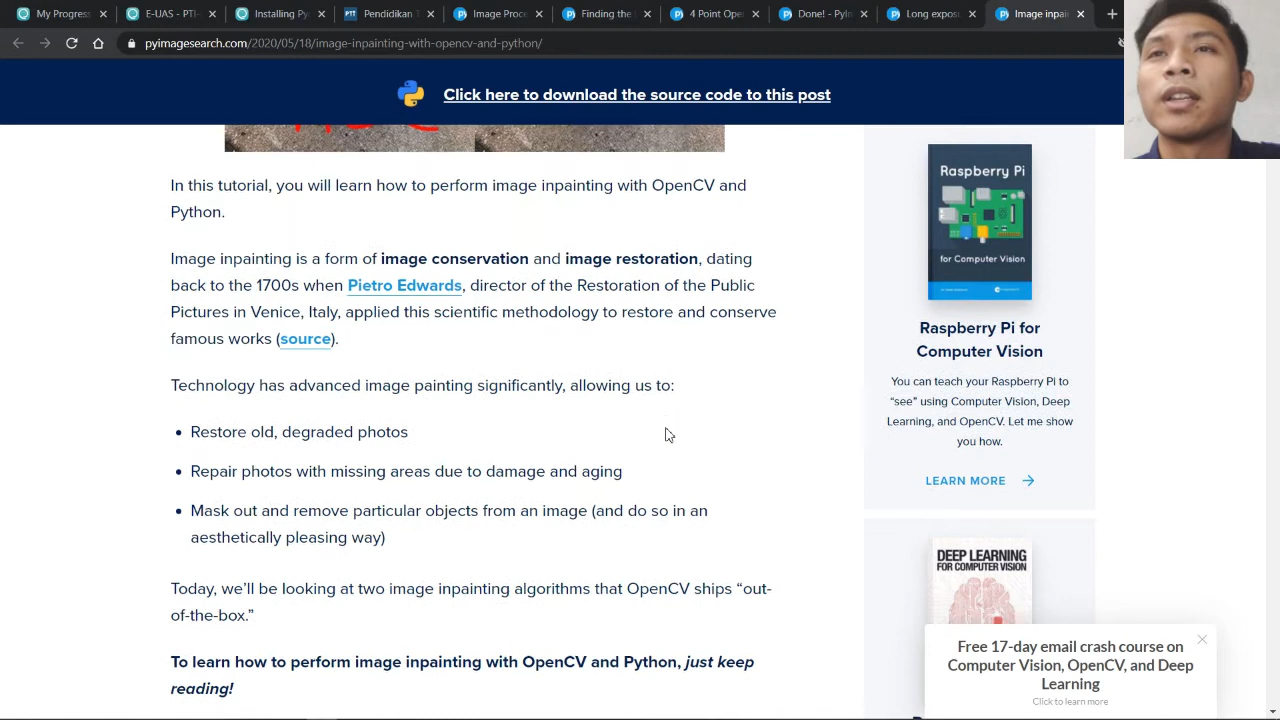 My Progress
E-UAS - PTI-
Installing Py
PTT Pendidikan T
Image Proce
Finding the
4 Point Ope
Done! - PyIn
Long exposu
Image inpai
pyimagesearch.com/2020/05/18/image-inpainting-with-opencv-and-python/
Click here to download the source code to this post
In this tutorial, you will learn how to perform image inpainting with OpenCV and
Python.
Image inpainting is a form of image conservation and image restoration, dating
back to the 1700s when Pietro Edwards, director of the Restoration of the Public
Pictures in Venice, Italy, applied this scientific methodology to restore and conserve
famous works (source).
Technology has advanced image painting significantly, allowing us to:
• Restore old, degraded photos
• Repair photos with missing areas due to damage and aging
• Mask out and remove particular objects from an image (and do so in an
aesthetically pleasing way)
Today, we’ll be looking at two image inpainting algorithms that OpenCV ships “out-
of-the-box.”
To learn how to perform image inpainting with OpenCV and Python, just keep
reading!
Raspberry Pi
for Computer Vision
Raspberry Pi for
Computer Vision
You can teach your Raspberry Pi to
“see” using Computer Vision, Deep
Learning, and OpenCV. Let me show
you how.
LEARN MORE
DEEP LEARNING
FOR COMPUTER VISION
Free 17-day email crash course on
Computer Vision, OpenCV, and Deep
Learning
Click to learn more